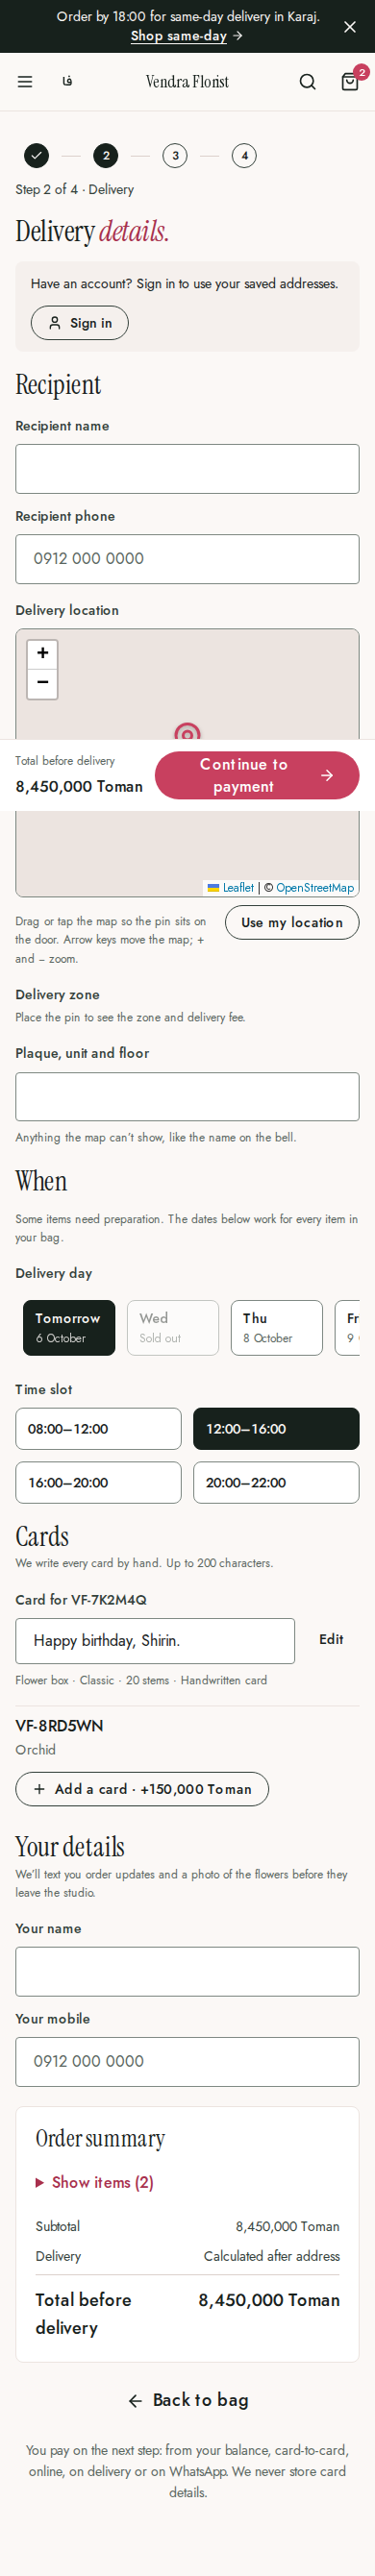 Order by 18:00 for same-day delivery in Karaj.
Shop same-day →
فا
Vendra Florist
2
2
3
4
Step 2 of 4 · Delivery
Delivery details.
Have an account? Sign in to use your saved addresses.
Sign in
Recipient
Recipient name
Recipient phone
0912 000 0000
Delivery location
+
−
Total before delivery
8,450,000 Toman
Continue to
payment
Leaflet | © OpenStreetMap
Drag or tap the map so the pin sits on
the door. Arrow keys move the map; +
and − zoom.
Use my location
Delivery zone
Place the pin to see the zone and delivery fee.
Plaque, unit and floor
Anything the map can't show, like the name on the bell.
When
Some items need preparation. The dates below work for every item in
your bag.
Delivery day
Tomorrow
6 October
Wed
Sold out
Thu
8 October
Fr
9
Time slot
08:00–12:00
12:00–16:00
16:00–20:00
20:00–22:00
Cards
We write every card by hand. Up to 200 characters.
Card for VF-7K2M4Q
Happy birthday, Shirin.
Edit
Flower box · Classic · 20 stems · Handwritten card
VF-8RD5WN
Orchid
+ Add a card · +150,000 Toman
Your details
We'll text you order updates and a photo of the flowers before they
leave the studio.
Your name
Your mobile
0912 000 0000
Order summary
Show items (2)
Subtotal
8,450,000 Toman
Delivery
Calculated after address
Total before
delivery
8,450,000 Toman
← Back to bag
You pay on the next step: from your balance, card-to-card,
online, on delivery or on WhatsApp. We never store card
details.